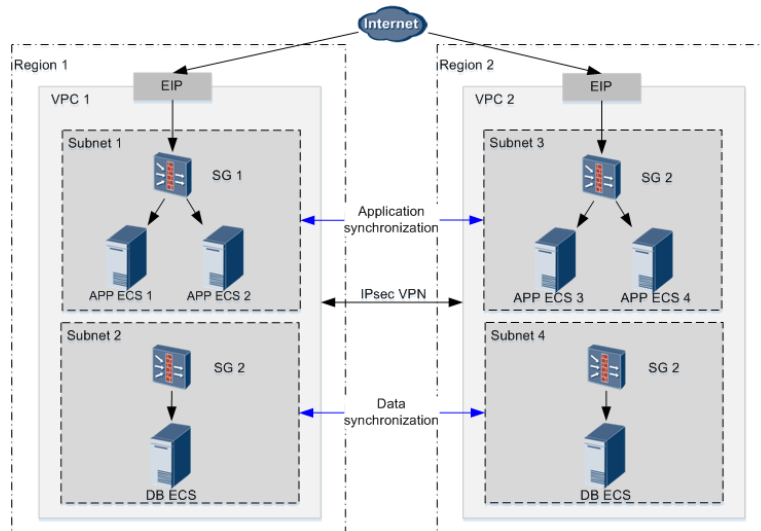 Internet
Region 1
EIP
VPC 1
Subnet 1
SG 1
APP ECS 1
APP ECS 2
Subnet 2
SG 2
DB ECS
Application
synchronization
IPsec VPN
Data
synchronization
Region 2
EIP
VPC 2
Subnet 3
SG 2
APP ECS 3
APP ECS 4
Subnet 4
SG 2
DB ECS